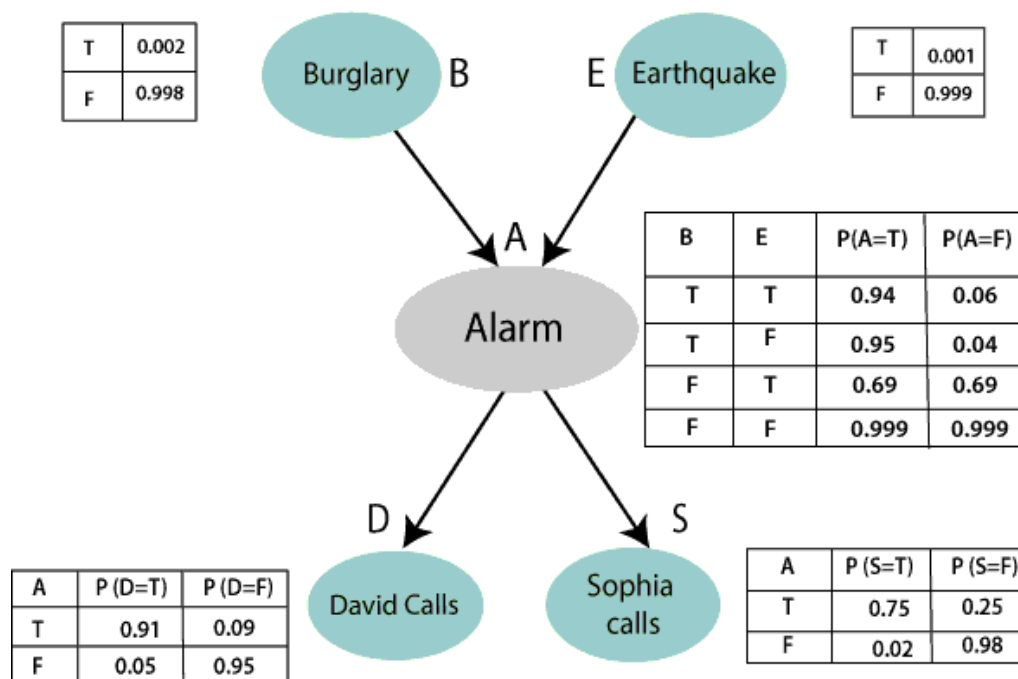 T 0.002
F 0.998
Burglary B
E Earthquake
T 0.001
F 0.999
A
Alarm
B E P(A=T) P(A=F)
T T 0.94 0.06
T F 0.95 0.04
F T 0.69 0.69
F F 0.999 0.999
D
S
A P (D=T) P (D=F)
T 0.91 0.09
F 0.05 0.95
David Calls
Sophia
calls
A P (S=T) P (S=F)
T 0.75 0.25
F 0.02 0.98